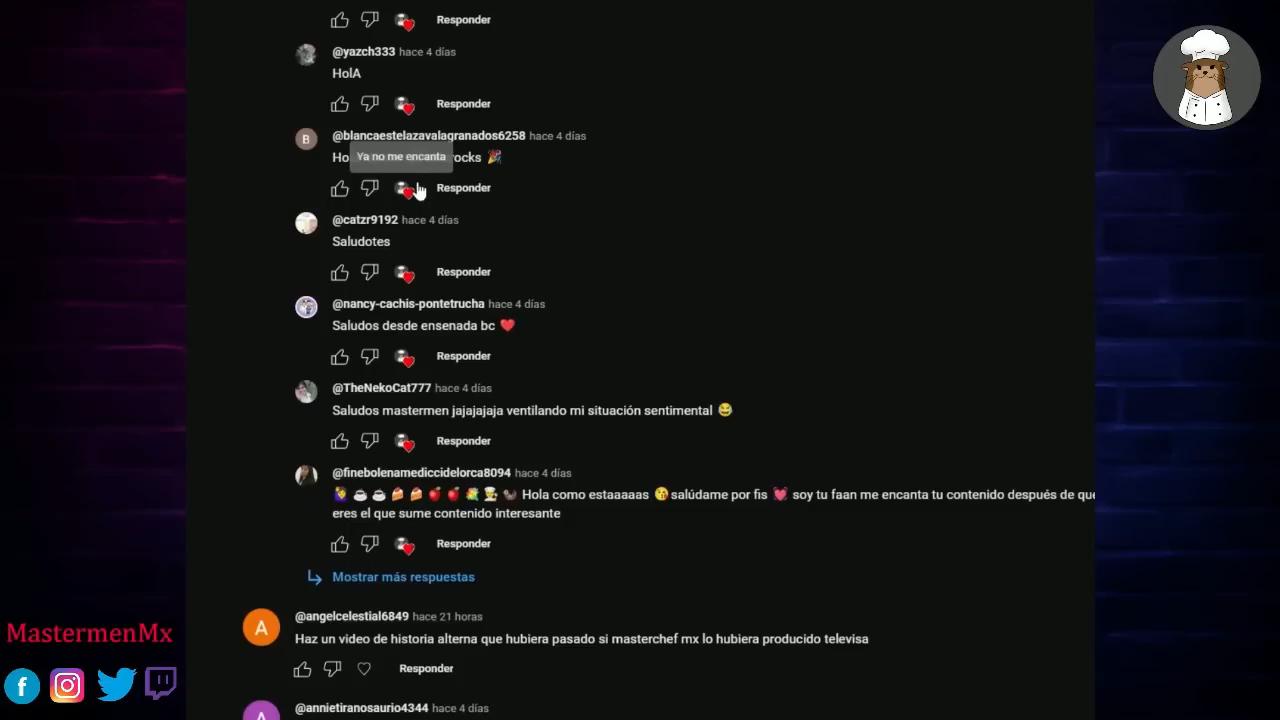 Responder
@yazch333 hace 4 días
HolA
Responder
@blancaestelazavalagranados6258 hace 4 días
Ya no me encanta
🎉
Responder
@catzr9192 hace 4 días
Saludotes
Responder
@nancy-cachis-pontetrucha hace 4 días
Saludos desde ensenada bc ❤️
Responder
@TheNekoCat777 hace 4 días
Saludos mastermen jajajajaja ventilando mi situación sentimental 😂
Responder
@finebolenamediccidelorca8094 hace 4 días
Hola como estaaaaas 😘 salúdame por fis 💓 soy tu faan me encanta tu contenido después de que
eres el que sume contenido interesante
Responder
Mostrar más respuestas
A
@angelcelestial6849 hace 21 horas
Haz un video de historia alterna que hubiera pasado si masterchef mx lo hubiera producido televisa
Responder
@annietiranosaurio4344 hace 4 días
MastermenMx